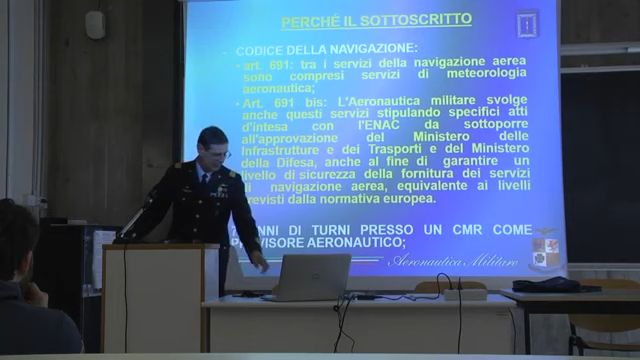 PERCHÉ IL SOTTOSCRITTO
- CODICE DELLA NAVIGAZIONE:
• art. 691: tra i servizi della navigazione aerea
sono compresi servizi di meteorologia
aeronautica;
• Art. 691 bis: L'Aeronautica militare svolge
anche questi servizi stipulando specifici atti
d'intesa con l'ENAC da sottoporre
all'approvazione del Ministero delle
Infrastrutture e dei Trasporti e del Ministero
della Difesa, anche al fine di garantire un
livello di sicurezza della fornitura dei servizi
di navigazione aerea, equivalente ai livelli
previsti dalla normativa europea.
ANNI DI TURNI PRESSO UN CMR COME
PREVISORE AERONAUTICO;
Aeronautica Militare